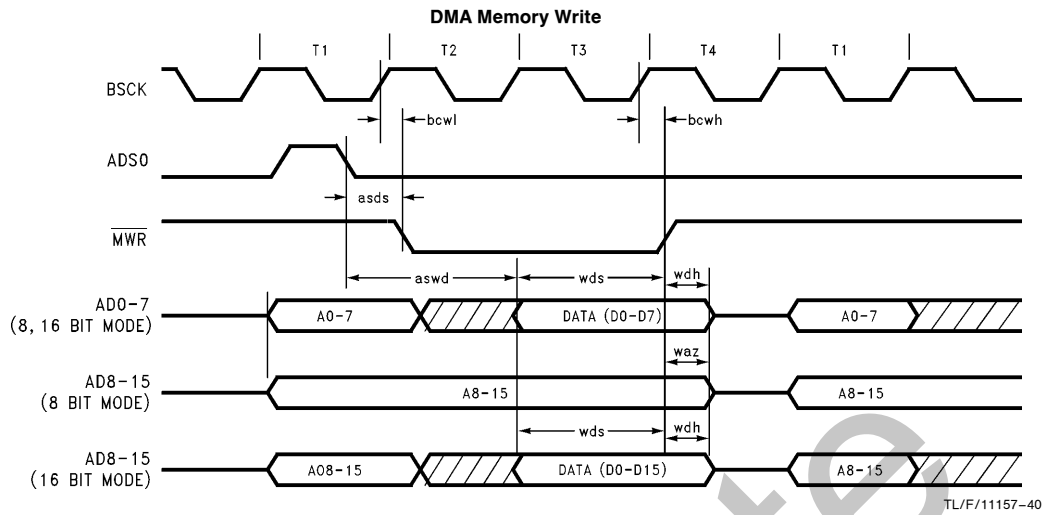 DMA Memory Write
T1 T2 T3 T4 T1
BSCK
bcwl bcwh
ADS0
asds
MWR
aswd wds wdh
AD0-7
(8, 16 BIT MODE)
A0-7 DATA (D0-D7) A0-7
waz
AD8-15
(8 BIT MODE)
A8-15 A8-15
wds wdh
AD8-15
(16 BIT MODE)
A08-15 DATA (D0-D15) A8-15
TL/F/11157-40